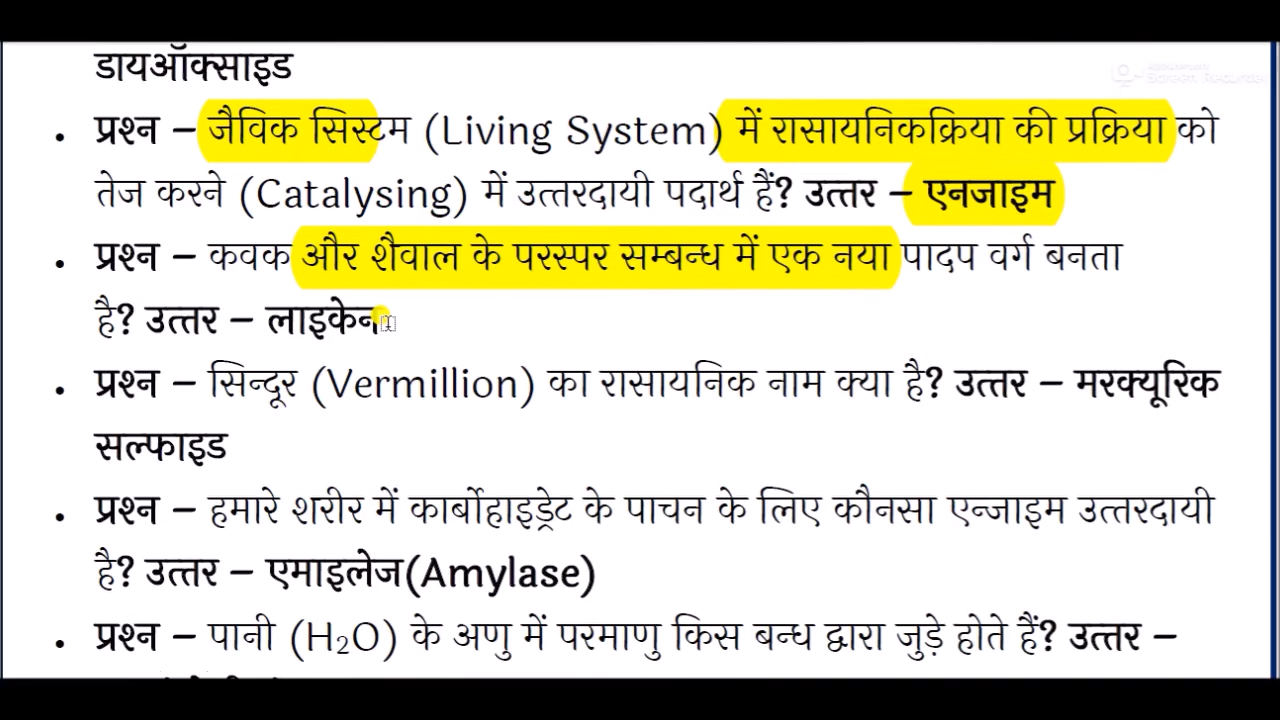 डायऑक्साइड
Screen Recorder
• प्रश्न – जैविक सिस्टम (Living System) में रासायनिकक्रिया की प्रक्रिया को
तेज करने (Catalysing) में उत्तरदायी पदार्थ हैं? उत्तर – एनजाइम
• प्रश्न – कवक और शैवाल के परस्पर सम्बन्ध में एक नया पादप वर्ग बनता
है? उत्तर – लाइकेन
• प्रश्न – सिन्दूर (Vermillion) का रासायनिक नाम क्या है? उत्तर – मरक्यूरिक
सल्फाइड
• प्रश्न – हमारे शरीर में कार्बोहाइड्रेट के पाचन के लिए कौनसा एन्जाइम उत्तरदायी
है? उत्तर – एमाइलेज(Amylase)
• प्रश्न – पानी (H₂O) के अणु में परमाणु किस बन्ध द्वारा जुड़े होते हैं? उत्तर –